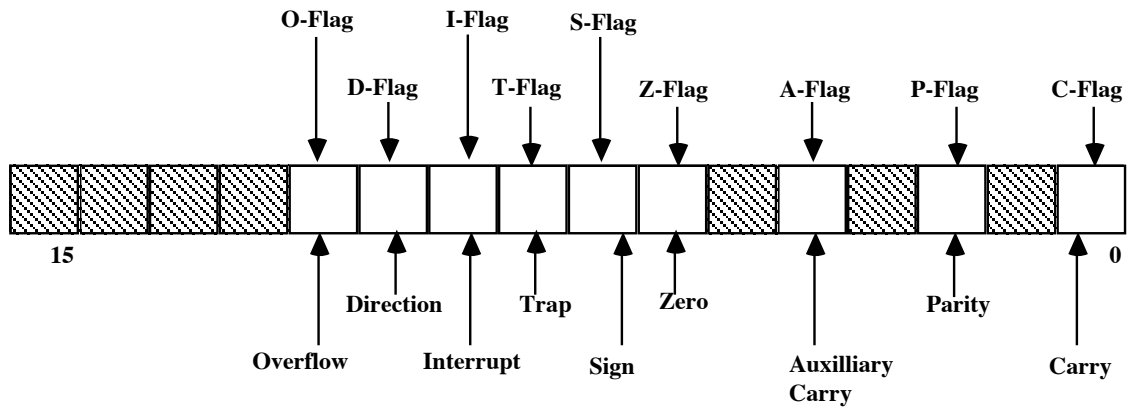 O-Flag I-Flag S-Flag
D-Flag T-Flag Z-Flag A-Flag P-Flag C-Flag
15 0
Direction Trap Zero Parity
Overflow Interrupt Sign Auxilliary Carry
Carry